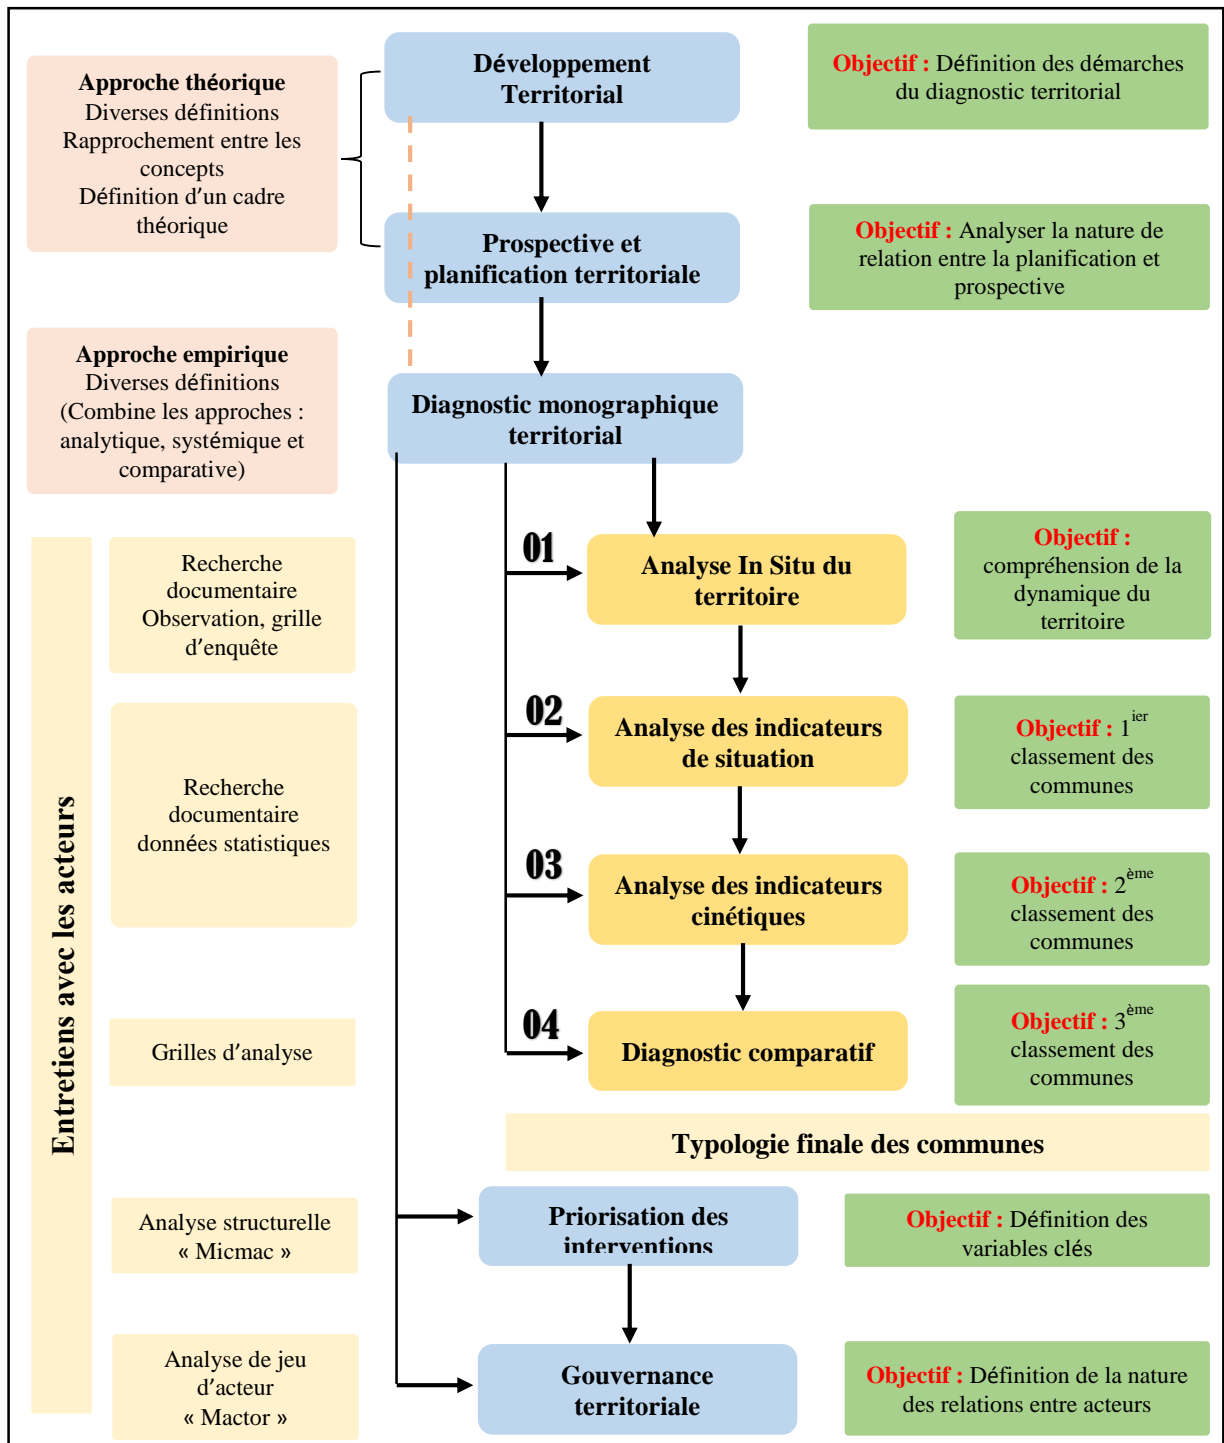 Approche théorique
Diverses définitions
Rapprochement entre les
concepts
Définition d'un cadre
théorique
Développement
Territorial
Objectif : Définition des démarches
du diagnostic territorial
Prospective et
planification territoriale
Objectif : Analyser la nature de
relation entre la planification et
prospective
Approche empirique
Diverses définitions
(Combine les approches :
analytique, systémique et
comparative)
Diagnostic monographique
territorial
Entretiens avec les acteurs
Recherche
documentaire
Observation, grille
d'enquête
01
Analyse In Situ du
territoire
Objectif :
compréhension de la
dynamique du
territoire
Recherche
documentaire
données statistiques
02
Analyse des indicateurs
de situation
Objectif : 1ier
classement des
communes
03
Analyse des indicateurs
cinétiques
Objectif : 2ème
classement des
communes
Grilles d'analyse
04
Diagnostic comparatif
Objectif : 3ème
classement des
communes
Typologie finale des communes
Analyse structurelle
« Micmac »
Priorisation des
interventions
Objectif : Définition des
variables clés
Analyse de jeu
d'acteur
« Mactor »
Gouvernance
territoriale
Objectif : Définition de la nature
des relations entre acteurs